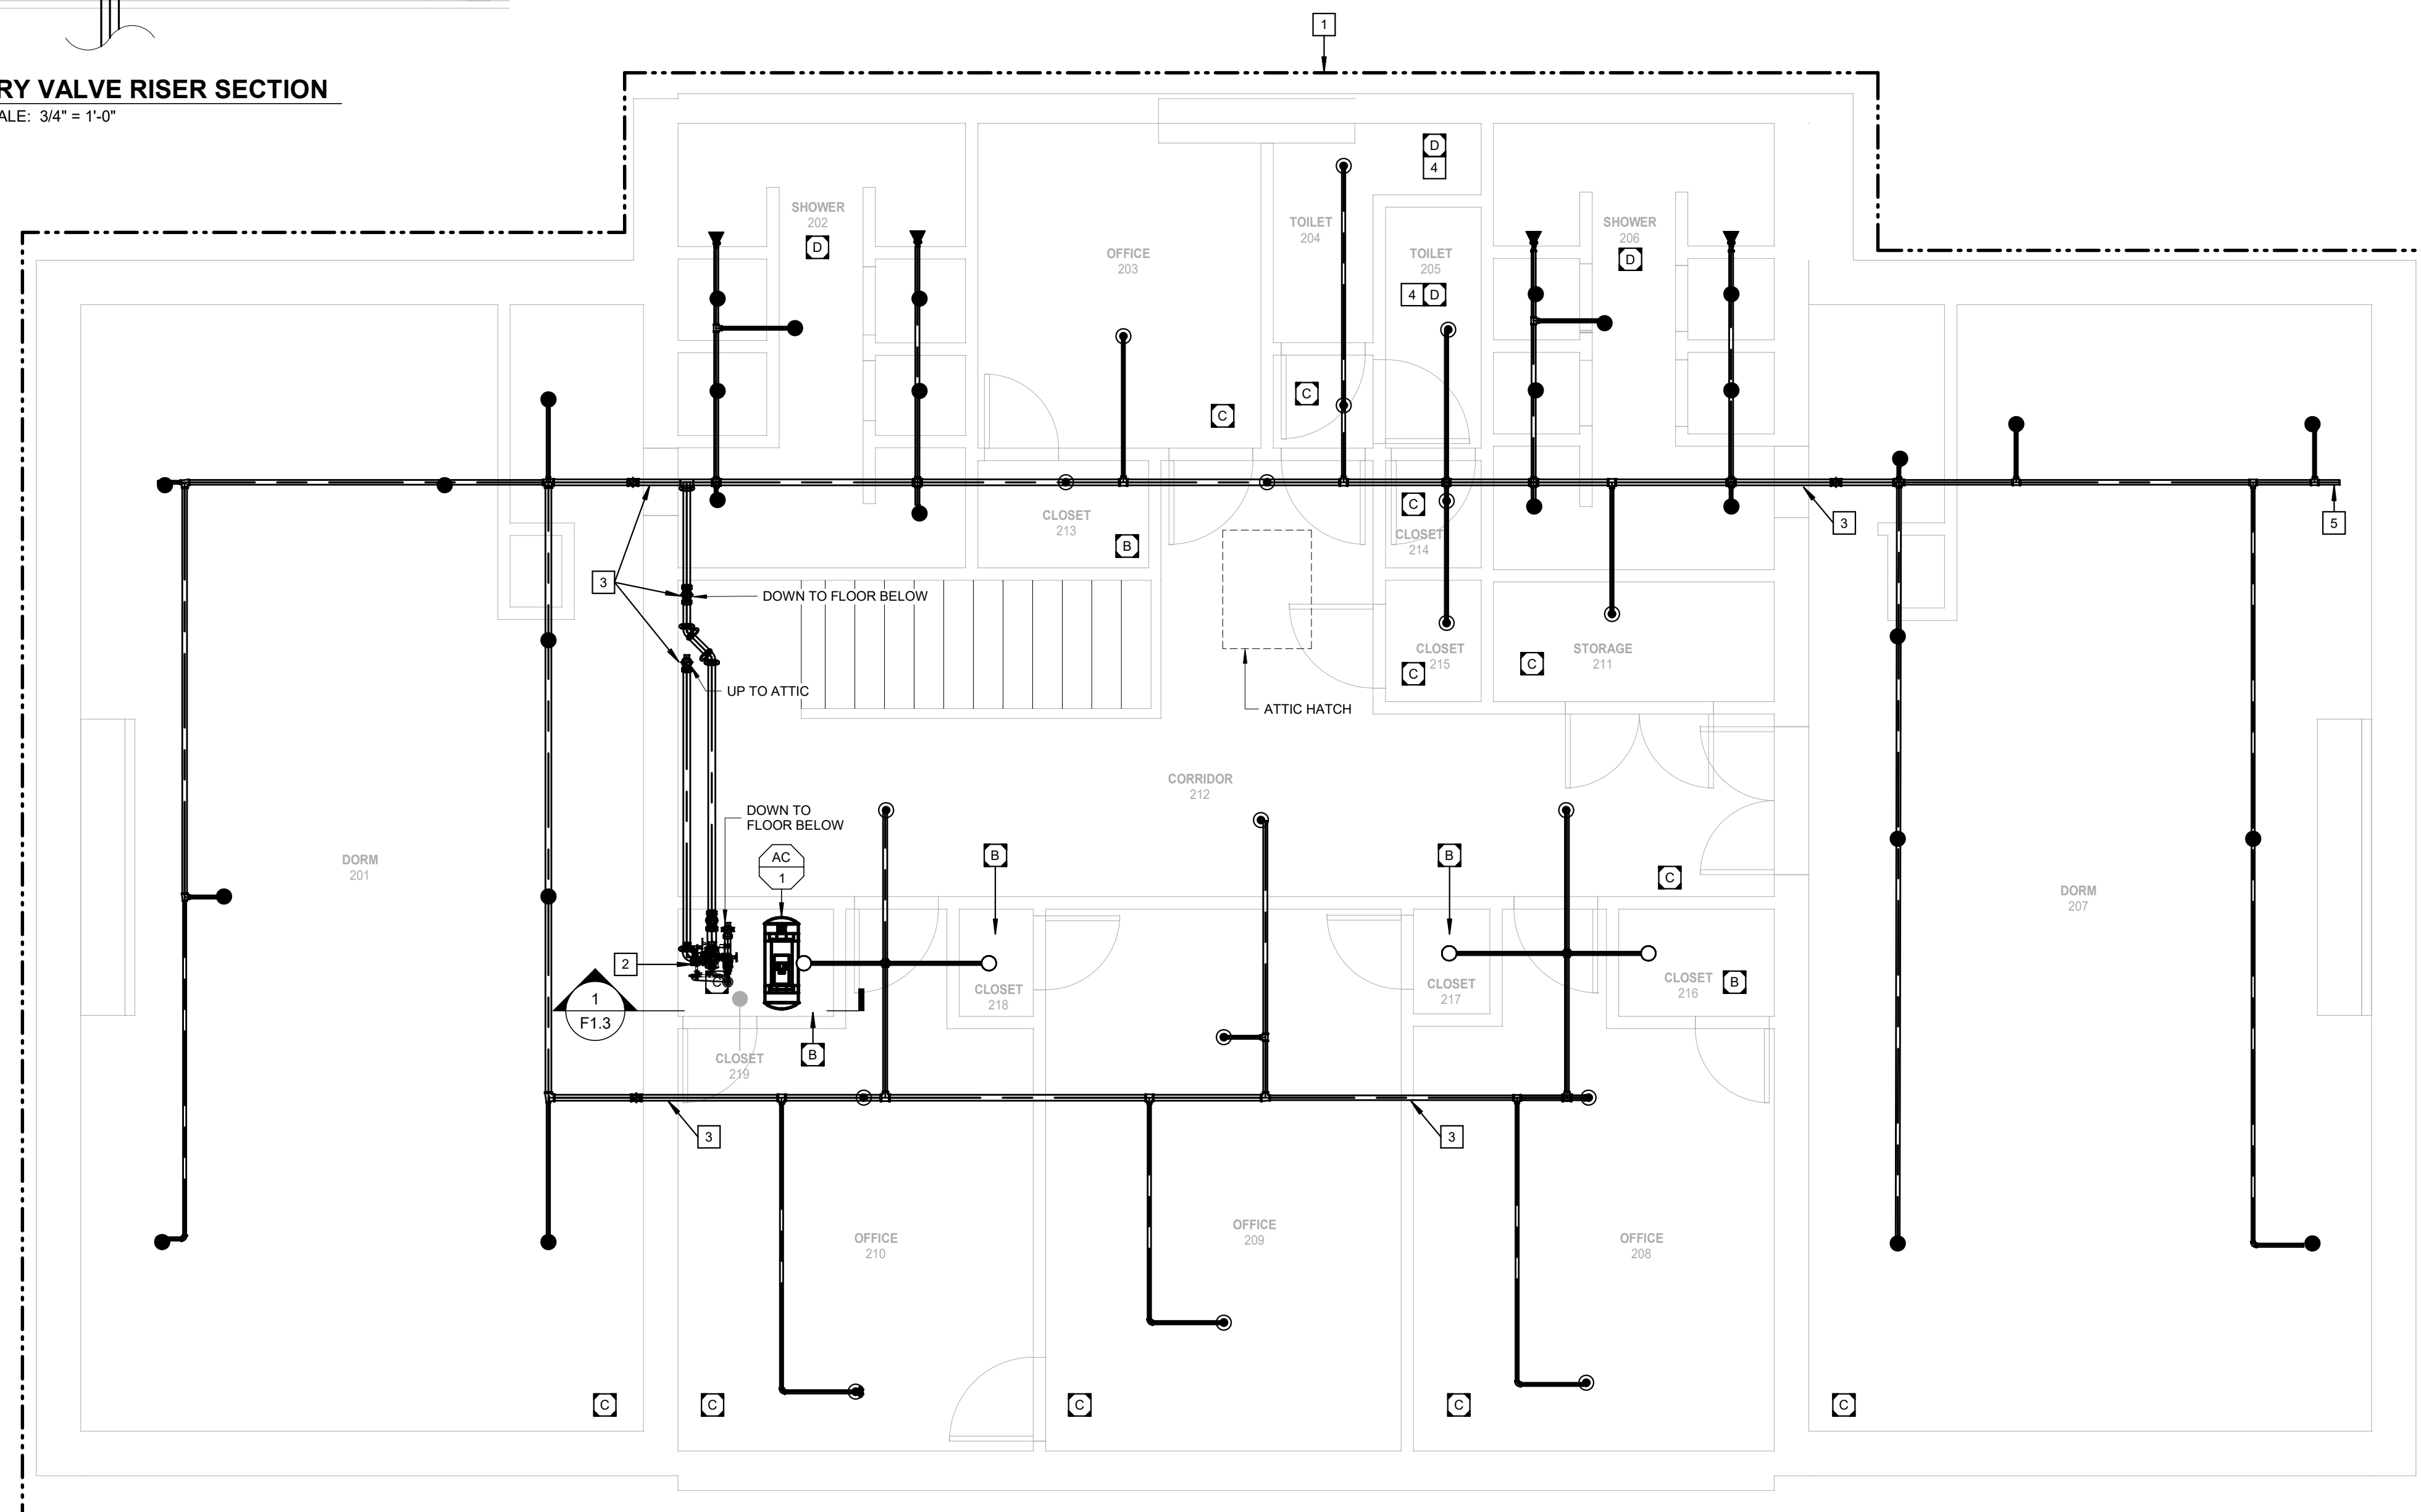 1
RY VALVE RISER SECTION
ALE: 3/4" = 1'-0"
D
4
SHOWER
202
D
TOILET
204
SHOWER
206
D
OFFICE
203
TOILET
205
4
D
C
C
C
CLOSET
213
B
CLOSET
214
3
5
3
DOWN TO FLOOR BELOW
UP TO ATTIC
ATTIC HATCH
CLOSET
215
C
STORAGE
211
C
CORRIDOR
212
DOWN TO
FLOOR BELOW
AC
1
B
B
C
DORM
201
DORM
207
2
C
1
F1.3
CLOSET
218
CLOSET
217
CLOSET
216
B
CLOSET
219
B
3
3
OFFICE
210
OFFICE
209
OFFICE
208
C
C
C
C
C